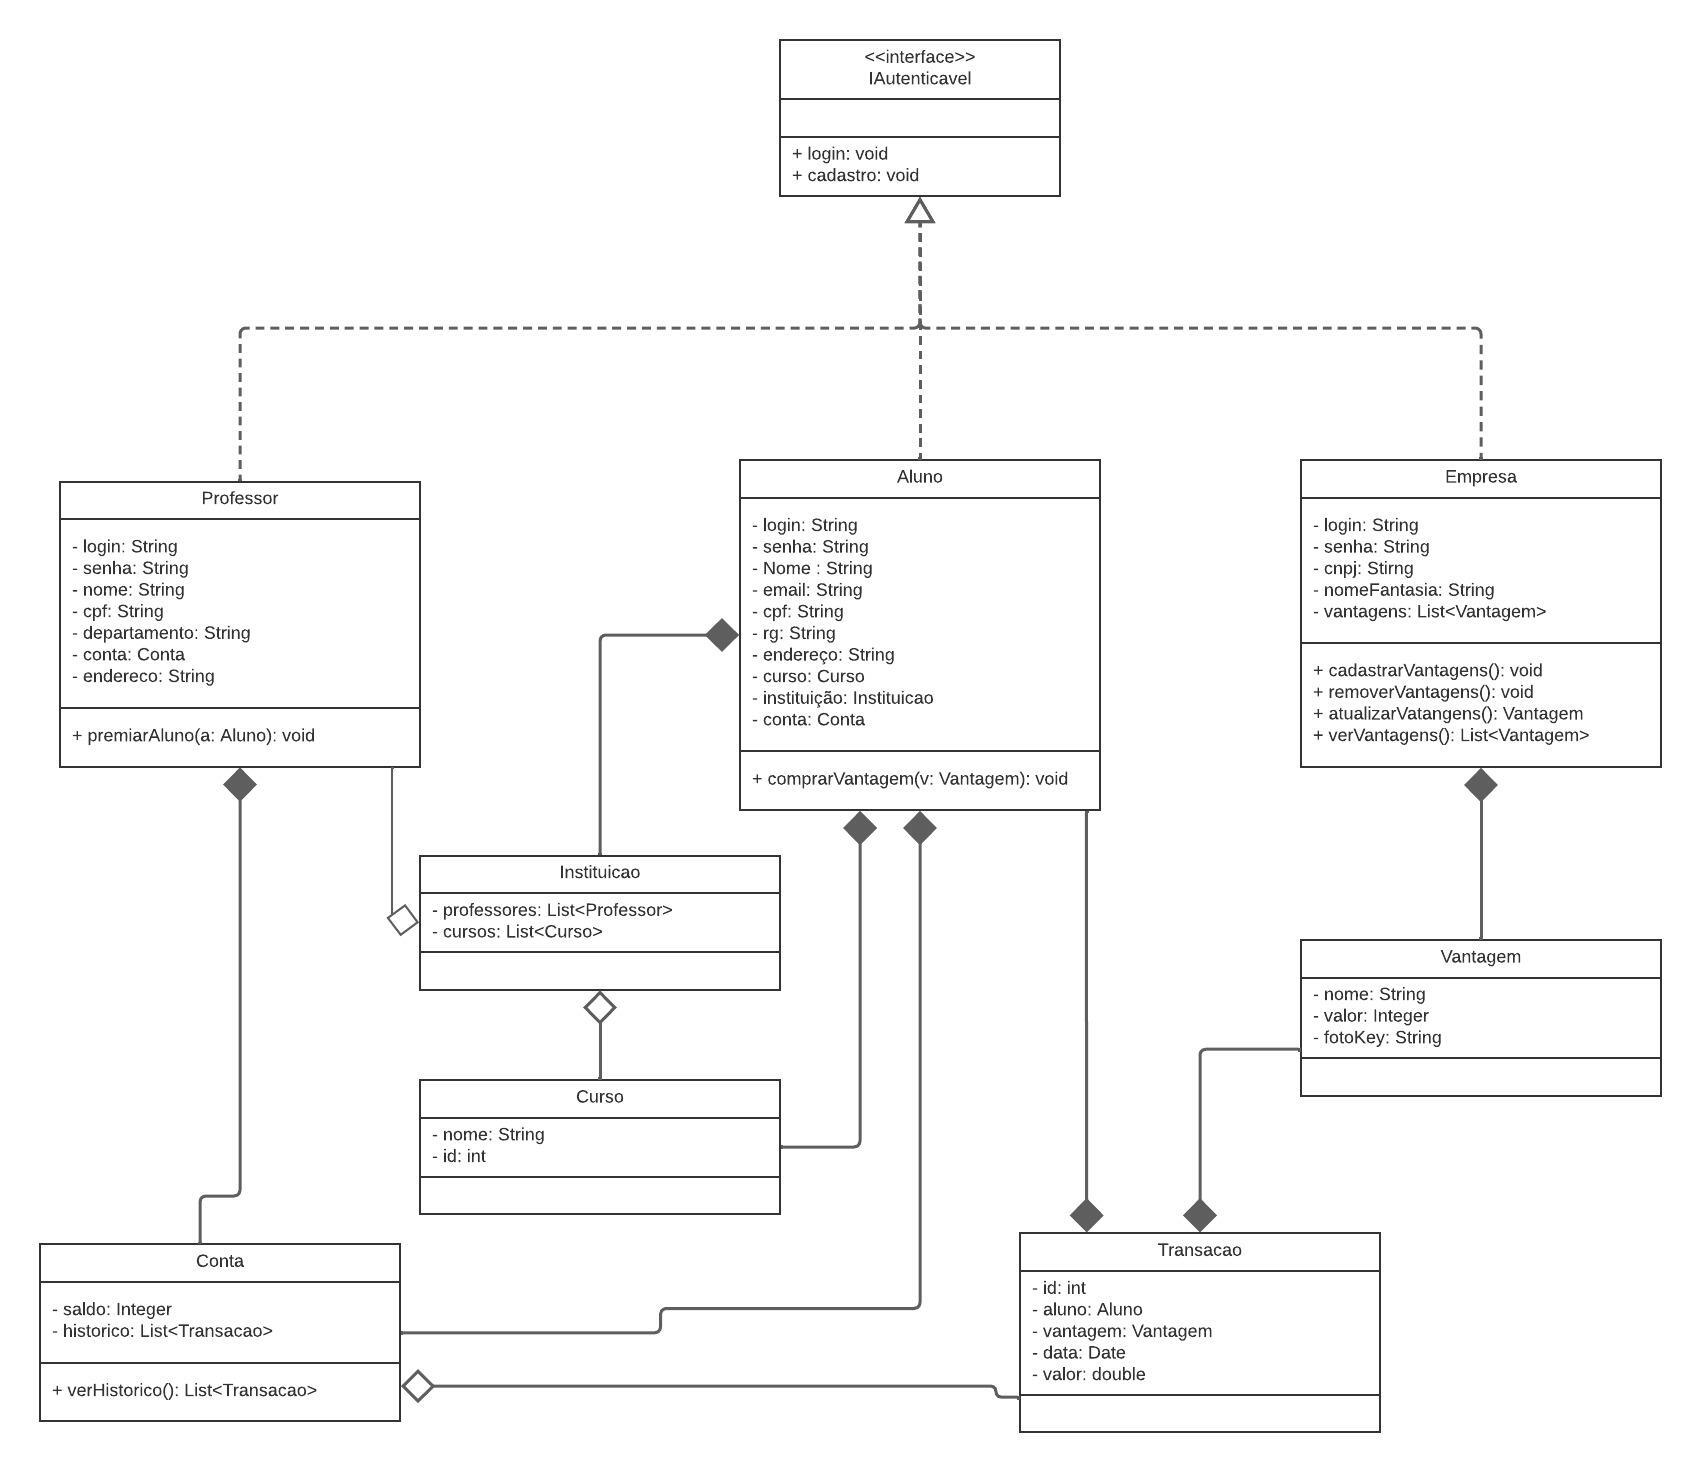 <<interface>>
IAutenticavel
+ login: void
+ cadastro: void
Professor
- login: String
- senha: String
- nome: String
- cpf: String
- departamento: String
- conta: Conta
- endereco: String
+ premiarAluno(a: Aluno): void
Aluno
- login: String
- senha: String
- Nome : String
- email: String
- cpf: String
- rg: String
- endereço: String
- curso: Curso
- instituição: Instituicao
- conta: Conta
+ comprarVantagem(v: Vantagem): void
Empresa
- login: String
- senha: String
- cnpj: Stirng
- nomeFantasia: String
- vantagens: List<Vantagem>
+ cadastrarVantagens(): void
+ removerVantagens(): void
+ atualizarVatangens(): Vantagem
+ verVantagens(): List<Vantagem>
Instituicao
- professores: List<Professor>
- cursos: List<Curso>
Vantagem
- nome: String
- valor: Integer
- fotoKey: String
Curso
- nome: String
- id: int
Conta
- saldo: Integer
- historico: List<Transacao>
+ verHistorico(): List<Transacao>
Transacao
- id: int
- aluno: Aluno
- vantagem: Vantagem
- data: Date
- valor: double